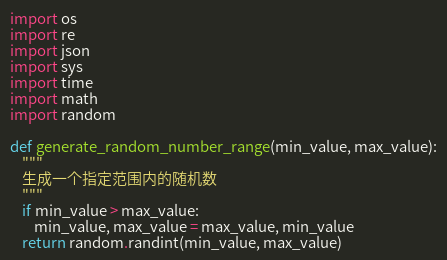 import os
import re
import json
import sys
import time
import math
import random

def generate_random_number_range(min_value, max_value):
    """
    生成一个指定范围内的随机数
    """
    if min_value > max_value:
        min_value, max_value = max_value, min_value
    return random.randint(min_value, max_value)